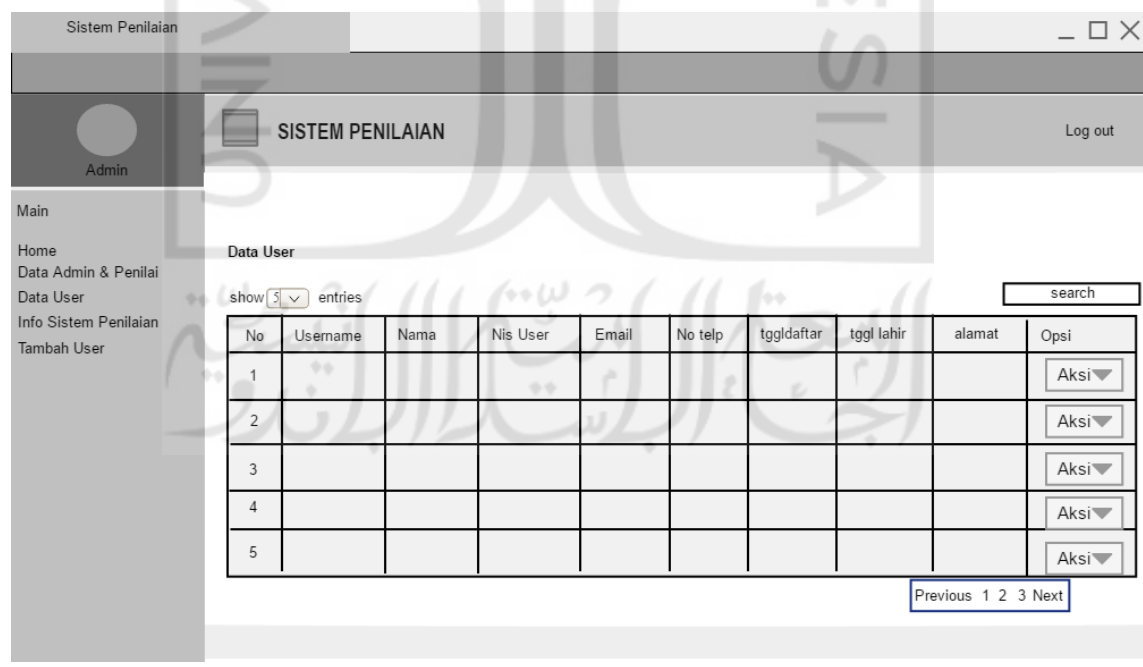 Sistem Penilaian
SISTEM PENILAIAN
Log out
Admin
Main
Home
Data Admin & Penilai
Data User
Info Sistem Penilaian
Tambah User
Data User
show 5 entries
search
No Username Nama Nis User Email No telp tggldaftar tggl lahir alamat Opsi
1 Aksi
2 Aksi
3 Aksi
4 Aksi
5 Aksi
Previous 1 2 3 Next